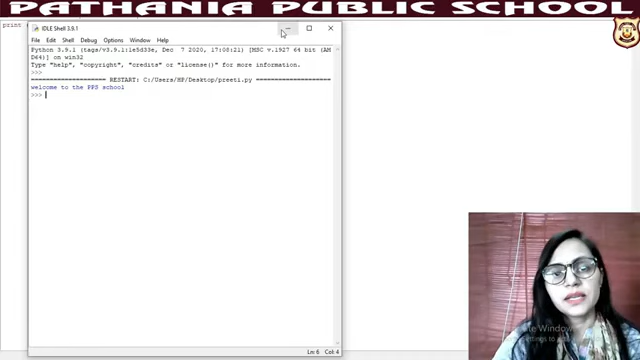 PATHANIA PUBLIC SCHOOL
print
IDLE Shell 3.9.1
File Edit Shell Debug Options Window Help
Python 3.9.1 (tags/v3.9.1:1e5d33e, Dec 7 2020, 17:08:21) [MSC v.1927 64 bit (AM
D64)] on win32
Type "help", "copyright", "credits" or "license()" for more information.
>>>
==================== RESTART: C:/Users/HP/Desktop/preeti.py ====================
welcome to the PPS school
>>>
Ln: 6 Col: 4